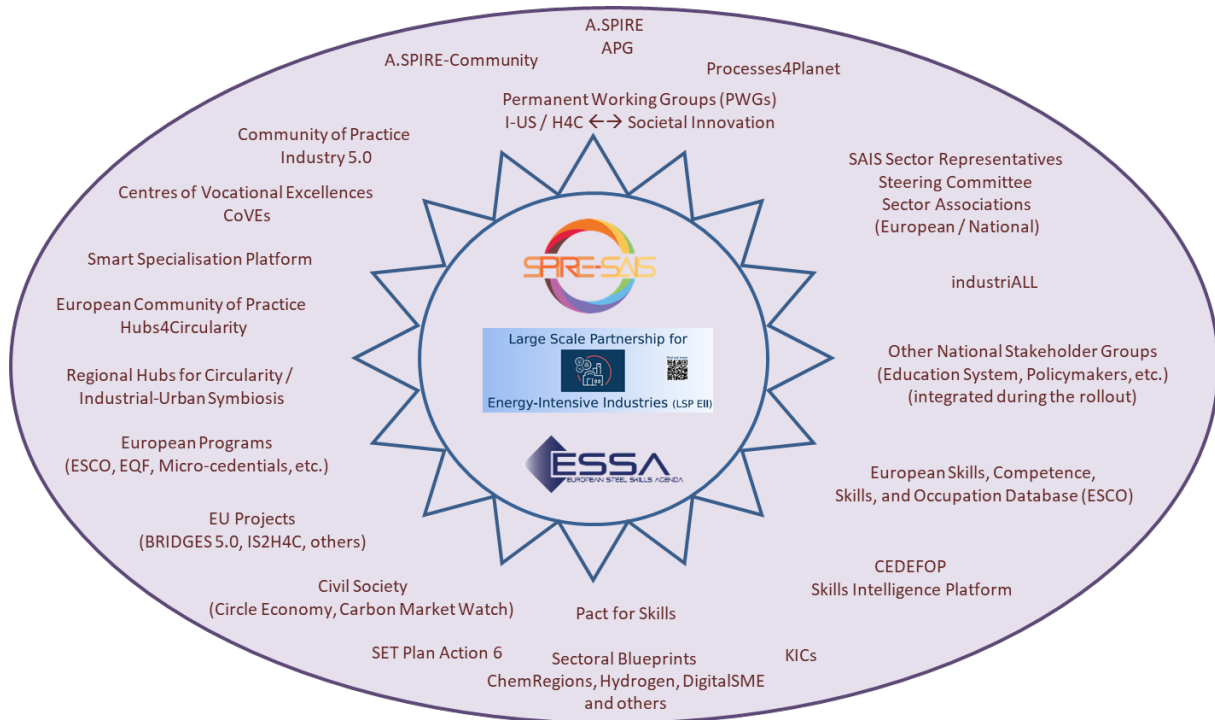 A.SPIRE
APG
A.SPIRE-Community
Processes4Planet
Permanent Working Groups (PWGs)
I-US / H4C ←→ Societal Innovation
Community of Practice
Industry 5.0
Centres of Vocational Excellences
CoVEs
Smart Specialisation Platform
European Community of Practice
Hubs4Circularity
Regional Hubs for Circularity /
Industrial-Urban Symbiosis
European Programs
(ESCO, EQF, Micro-cedentials, etc.)
EU Projects
(BRIDGES 5.0, IS2H4C, others)
Civil Society
(Circle Economy, Carbon Market Watch)
SET Plan Action 6
SPIRE-SAIS
Large Scale Partnership for
Energy-Intensive Industries (LSP EII)
ESSA
EUROPEAN STEEL SKILLS AGENDA
SAIS Sector Representatives
Steering Committee
Sector Associations
(European / National)
industriALL
Other National Stakeholder Groups
(Education System, Policymakers, etc.)
(integrated during the rollout)
European Skills, Competence,
Skills, and Occupation Database (ESCO)
CEDEFOP
Skills Intelligence Platform
Pact for Skills
Sectoral Blueprints
ChemRegions, Hydrogen, DigitalSME
and others
KICs